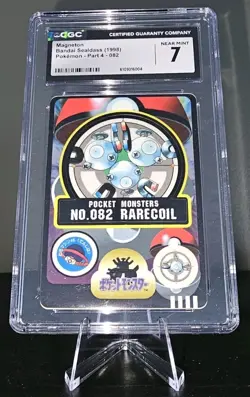 CGC
CERTIFIED GUARANTY COMPANY
Magneton
Bandai Sealdass (1998)
Pokémon - Part 4 - 082
NEAR MINT
7
POCKET MONSTERS
NO.082 RARECOIL
ポケットモンスター